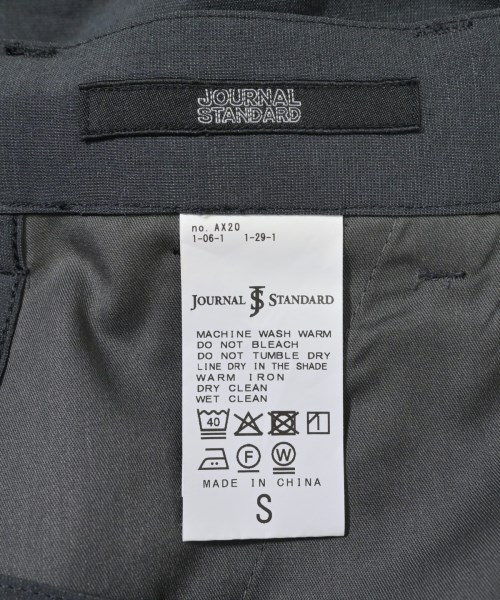 JOURNAL
STANDARD
no. AX20
1-06-1 1-29-1
JOURNAL JS STANDARD
MACHINE WASH WARM
DO NOT BLEACH
DO NOT TUMBLE DRY
LINE DRY IN THE SHADE
WARM IRON
DRY CLEAN
WET CLEAN
40
F W
MADE IN CHINA
S